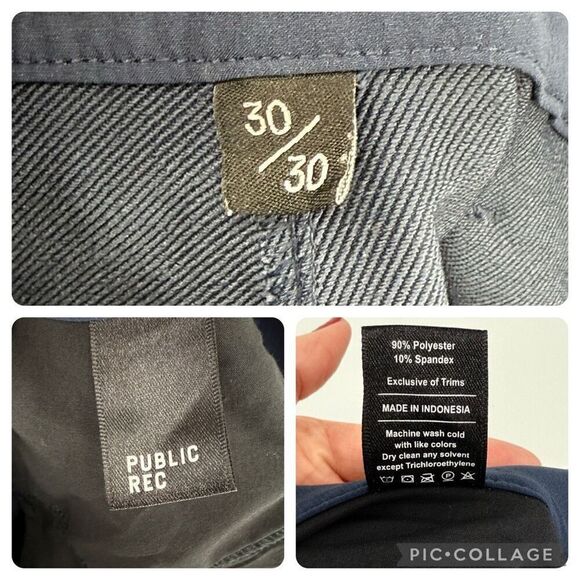 30/30
PUBLIC
REC
90% Polyester
10% Spandex
Exclusive of Trims
MADE IN INDONESIA
Machine wash cold
with like colors
Dry clean any solvent
except Trichloroethylene
PIC•COLLAGE